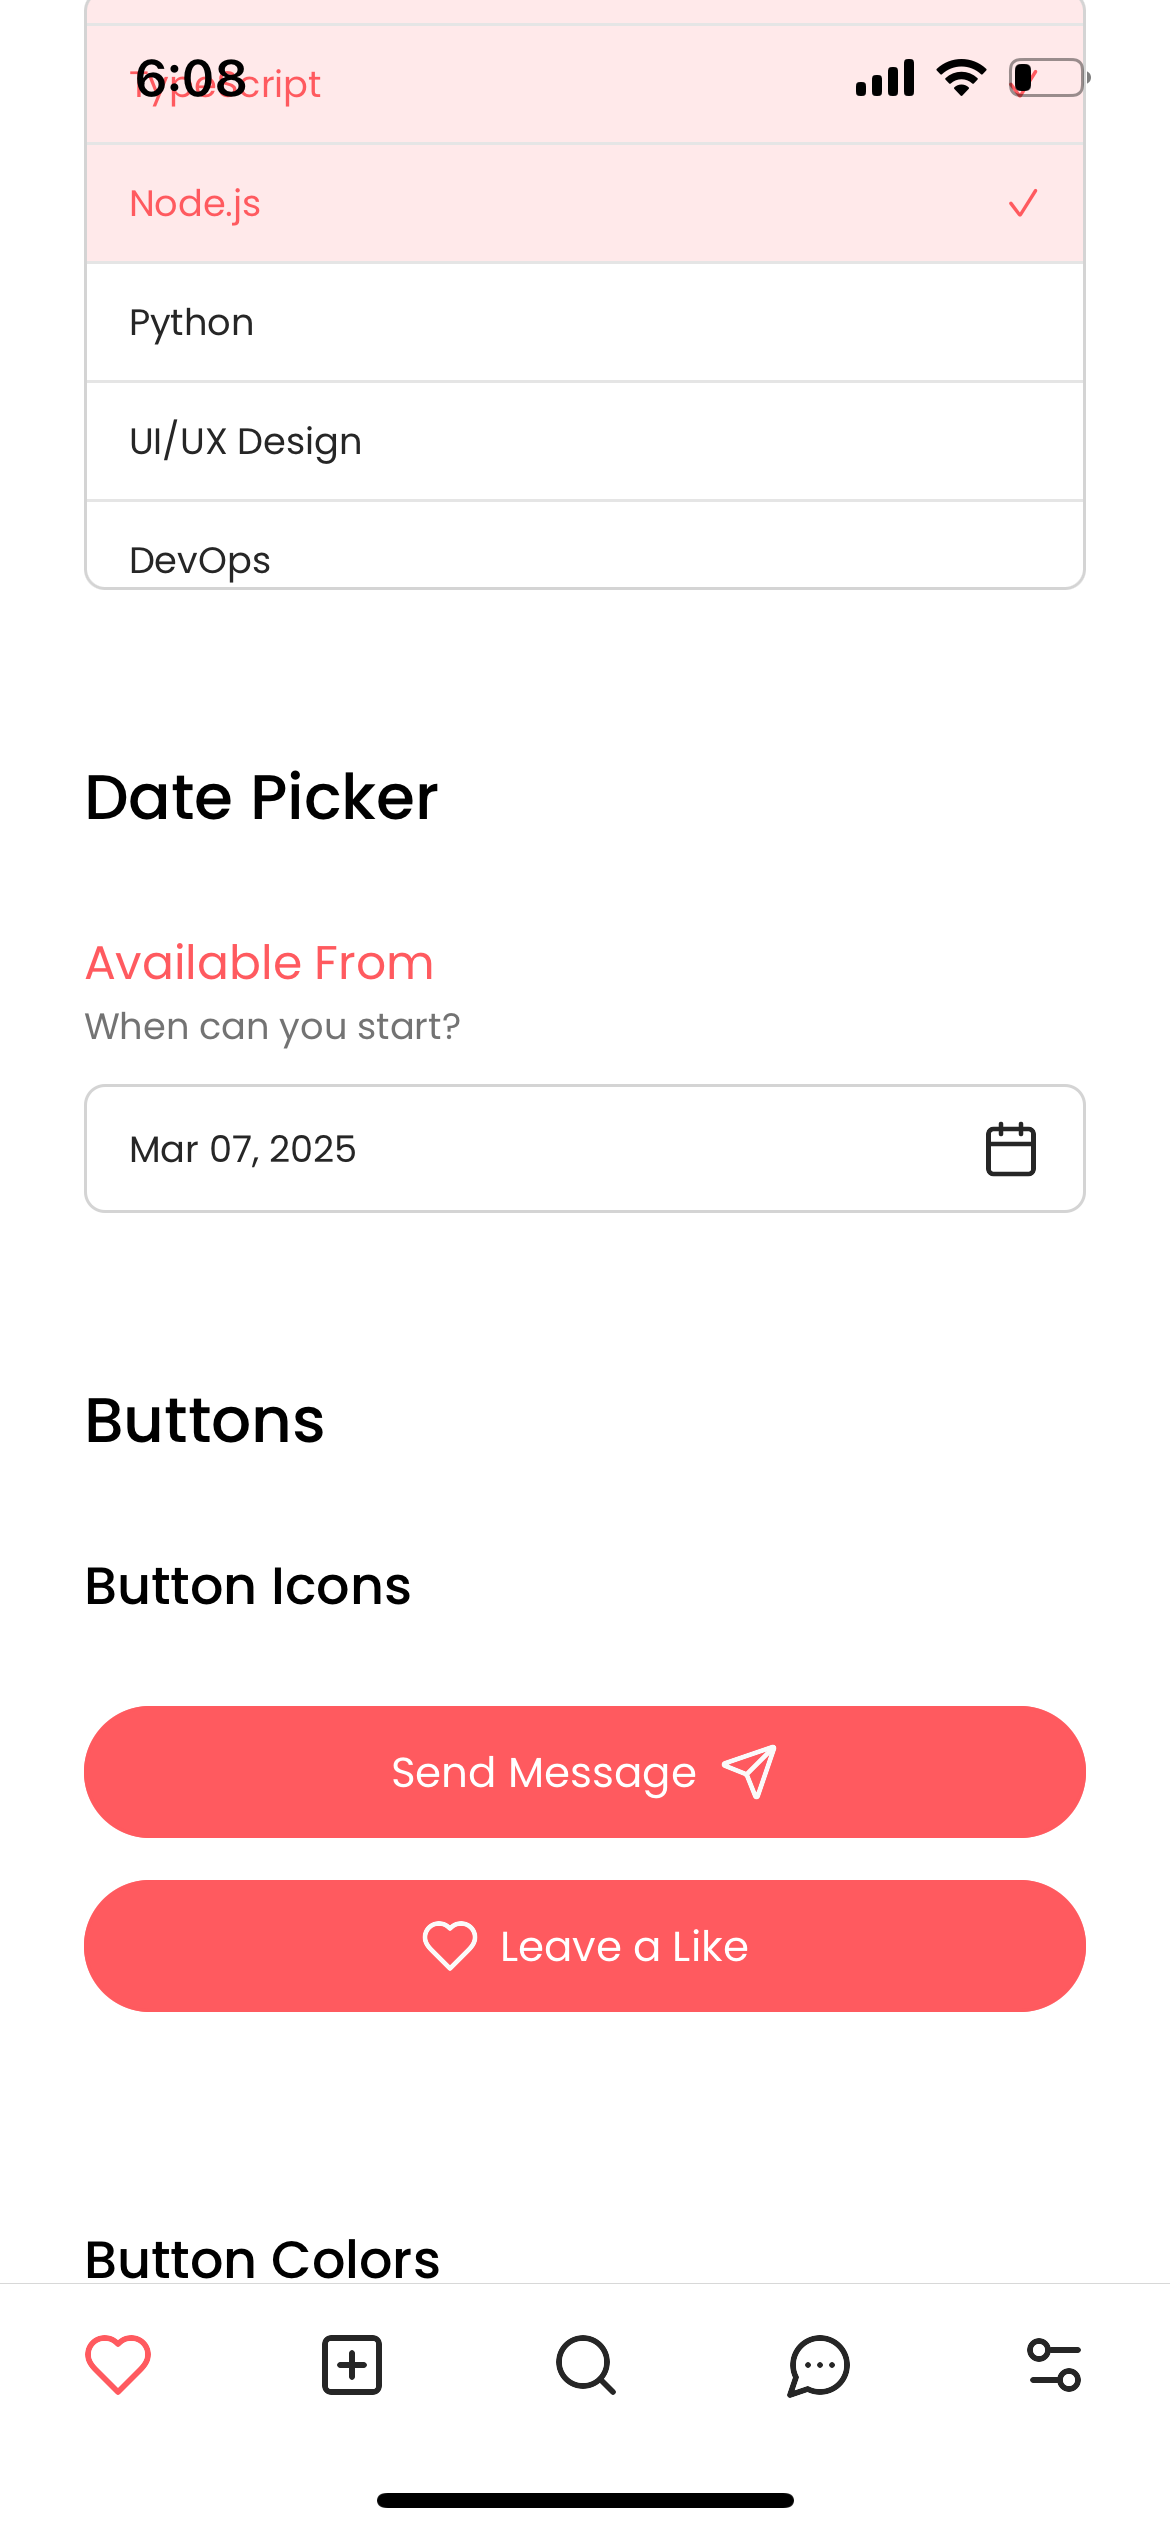 6:08
TypeScript
Node.js
Python
UI/UX Design
DevOps
Date Picker
Available From
When can you start?
Mar 07, 2025
Buttons
Button Icons
Send Message
Leave a Like
Button Colors